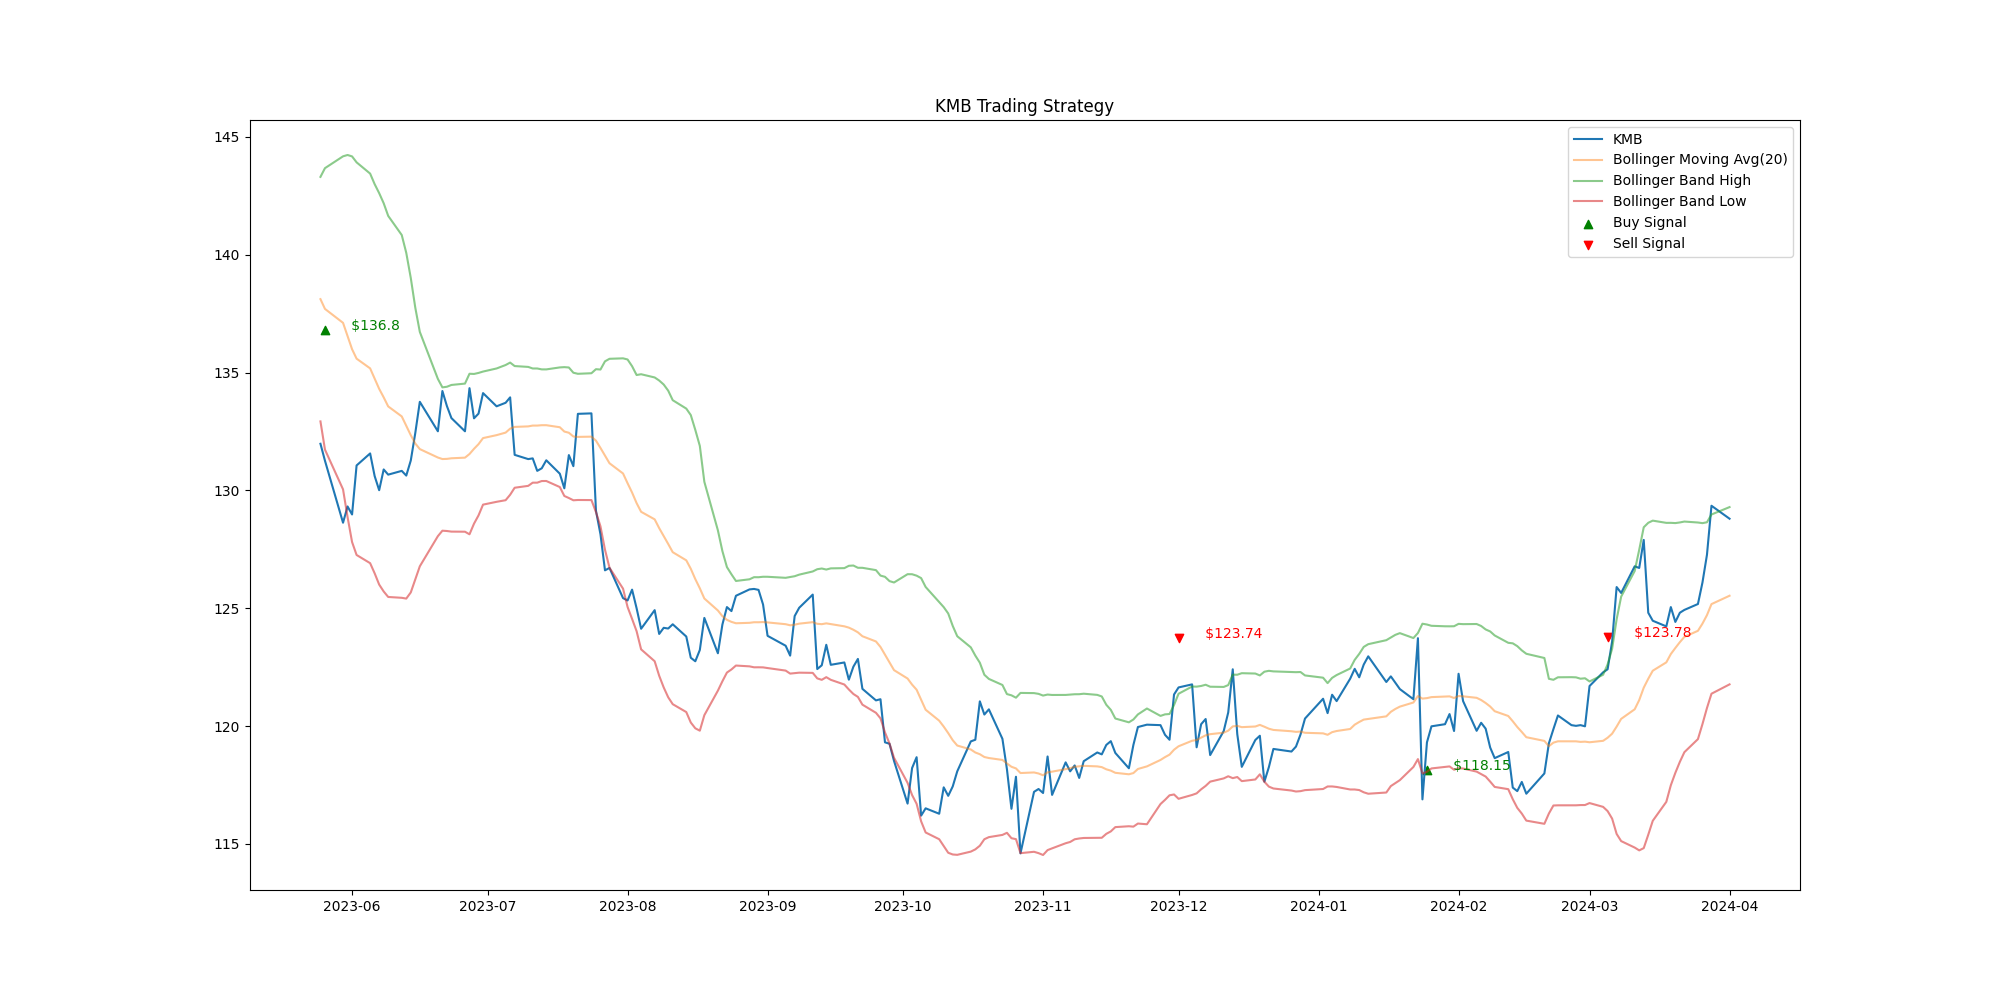 KMB Trading Strategy
145
140
135
130
125
120
115
KMB
Bollinger Moving Avg(20)
Bollinger Band High
Bollinger Band Low
Buy Signal
Sell Signal
$136.8
$123.74
$123.78
$118.15
2023-06 2023-07 2023-08 2023-09 2023-10 2023-11 2023-12 2024-01 2024-02 2024-03 2024-04